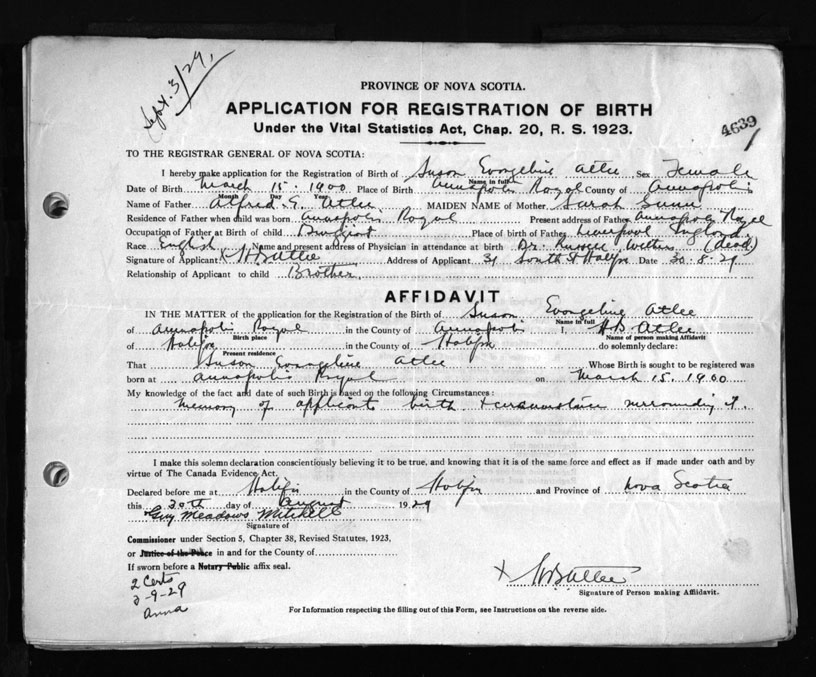 Sept. 3/29.
PROVINCE OF NOVA SCOTIA.
APPLICATION FOR REGISTRATION OF BIRTH
4639
Under the Vital Statistics Act, Chap. 20, R. S. 1923.
TO THE REGISTRAR GENERAL OF NOVA SCOTIA:
I hereby make application for the Registration of Birth of Susan Evangeline Atlee Sex Female
Name in full
Date of Birth March 15. 1900. Place of Birth Annapolis Royal County of Annapolis
Month Day Year
Name of Father Alfred. E. Atlee MAIDEN NAME of Mother Sarah
Residence of Father when child was born Annapolis Royal Present address of Father Annapolis Royal
Occupation of Father at Birth of child Druggist Place of birth of Father Liverpool England
Race English Name and present address of Physician in attendance at birth Dr. Russell (dead)
Signature of Applicant x H B Atlee Address of Applicant 31 South St Halifax Date 30-8-29
Relationship of Applicant to child Brother.
AFFIDAVIT
IN THE MATTER of the application for the Registration of the Birth of Susan Evangeline Atlee
Name in full
of Annapolis Royal in the County of Annapolis I, H B Atlee
Birth place Name of person making Affidavit
of Halifax in the County of Halifax do solemnly declare:
Present residence
That Susan Evangeline Atlee Whose Birth is sought to be registered was
born at Annapolis Royal on March 15. 1900
My knowledge of the fact and date of such Birth is based on the following Circumstances:
Memory of applicants birth & circumstances surrounding it.
I make this solemn declaration conscientiously believing it to be true, and knowing that it is of the same force and effect as if made under oath and by
virtue of The Canada Evidence Act.
Declared before me at Halifax in the County of Halifax and Province of Nova Scotia
this 30th day of August 1929
Guy Meadows Mitchell
Signature of
Commissioner under Section 5, Chapter 38, Revised Statutes, 1923,
or Justice of the Peace in and for the County of
If sworn before a Notary Public affix seal.
x H B Atlee
Signature of Person making Affidavit.
2 Certs
3-9-29
Anna
For Information respecting the filling out of this Form, see Instructions on the reverse side.